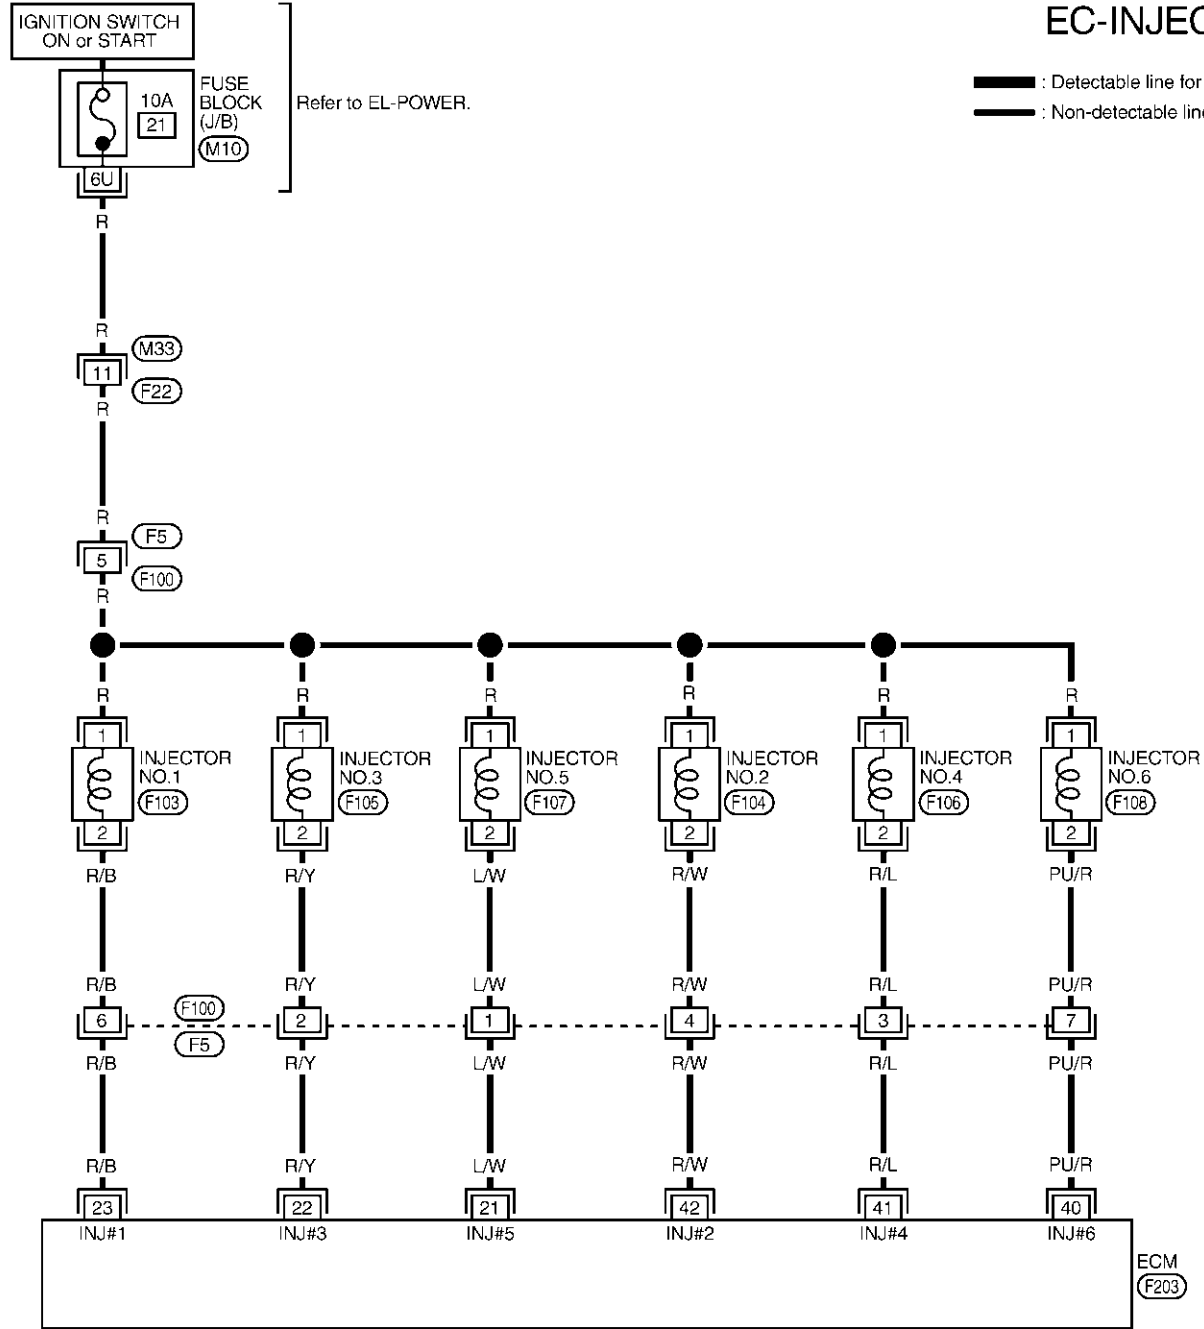 IGNITION SWITCH
ON or START
EC-INJEC
: Detectable line for
: Non-detectable line
10A
21
FUSE
BLOCK
(J/B)
M10
Refer to EL-POWER.
6U
R
R
M33
11
F22
R
R
F5
5
F100
R
R R R R R R
1 1 1 1 1 1
INJECTOR
NO.1
F103
INJECTOR
NO.3
F105
INJECTOR
NO.5
F107
INJECTOR
NO.2
F104
INJECTOR
NO.4
F106
INJECTOR
NO.6
F108
2 2 2 2 2 2
R/B R/Y L/W R/W R/L PU/R
R/B R/Y L/W R/W R/L PU/R
F100
6 2 1 4 3 7
F5
R/B R/Y L/W R/W R/L PU/R
R/B R/Y L/W R/W R/L PU/R
23 22 21 42 41 40
INJ#1 INJ#3 INJ#5 INJ#2 INJ#4 INJ#6
ECM
F203